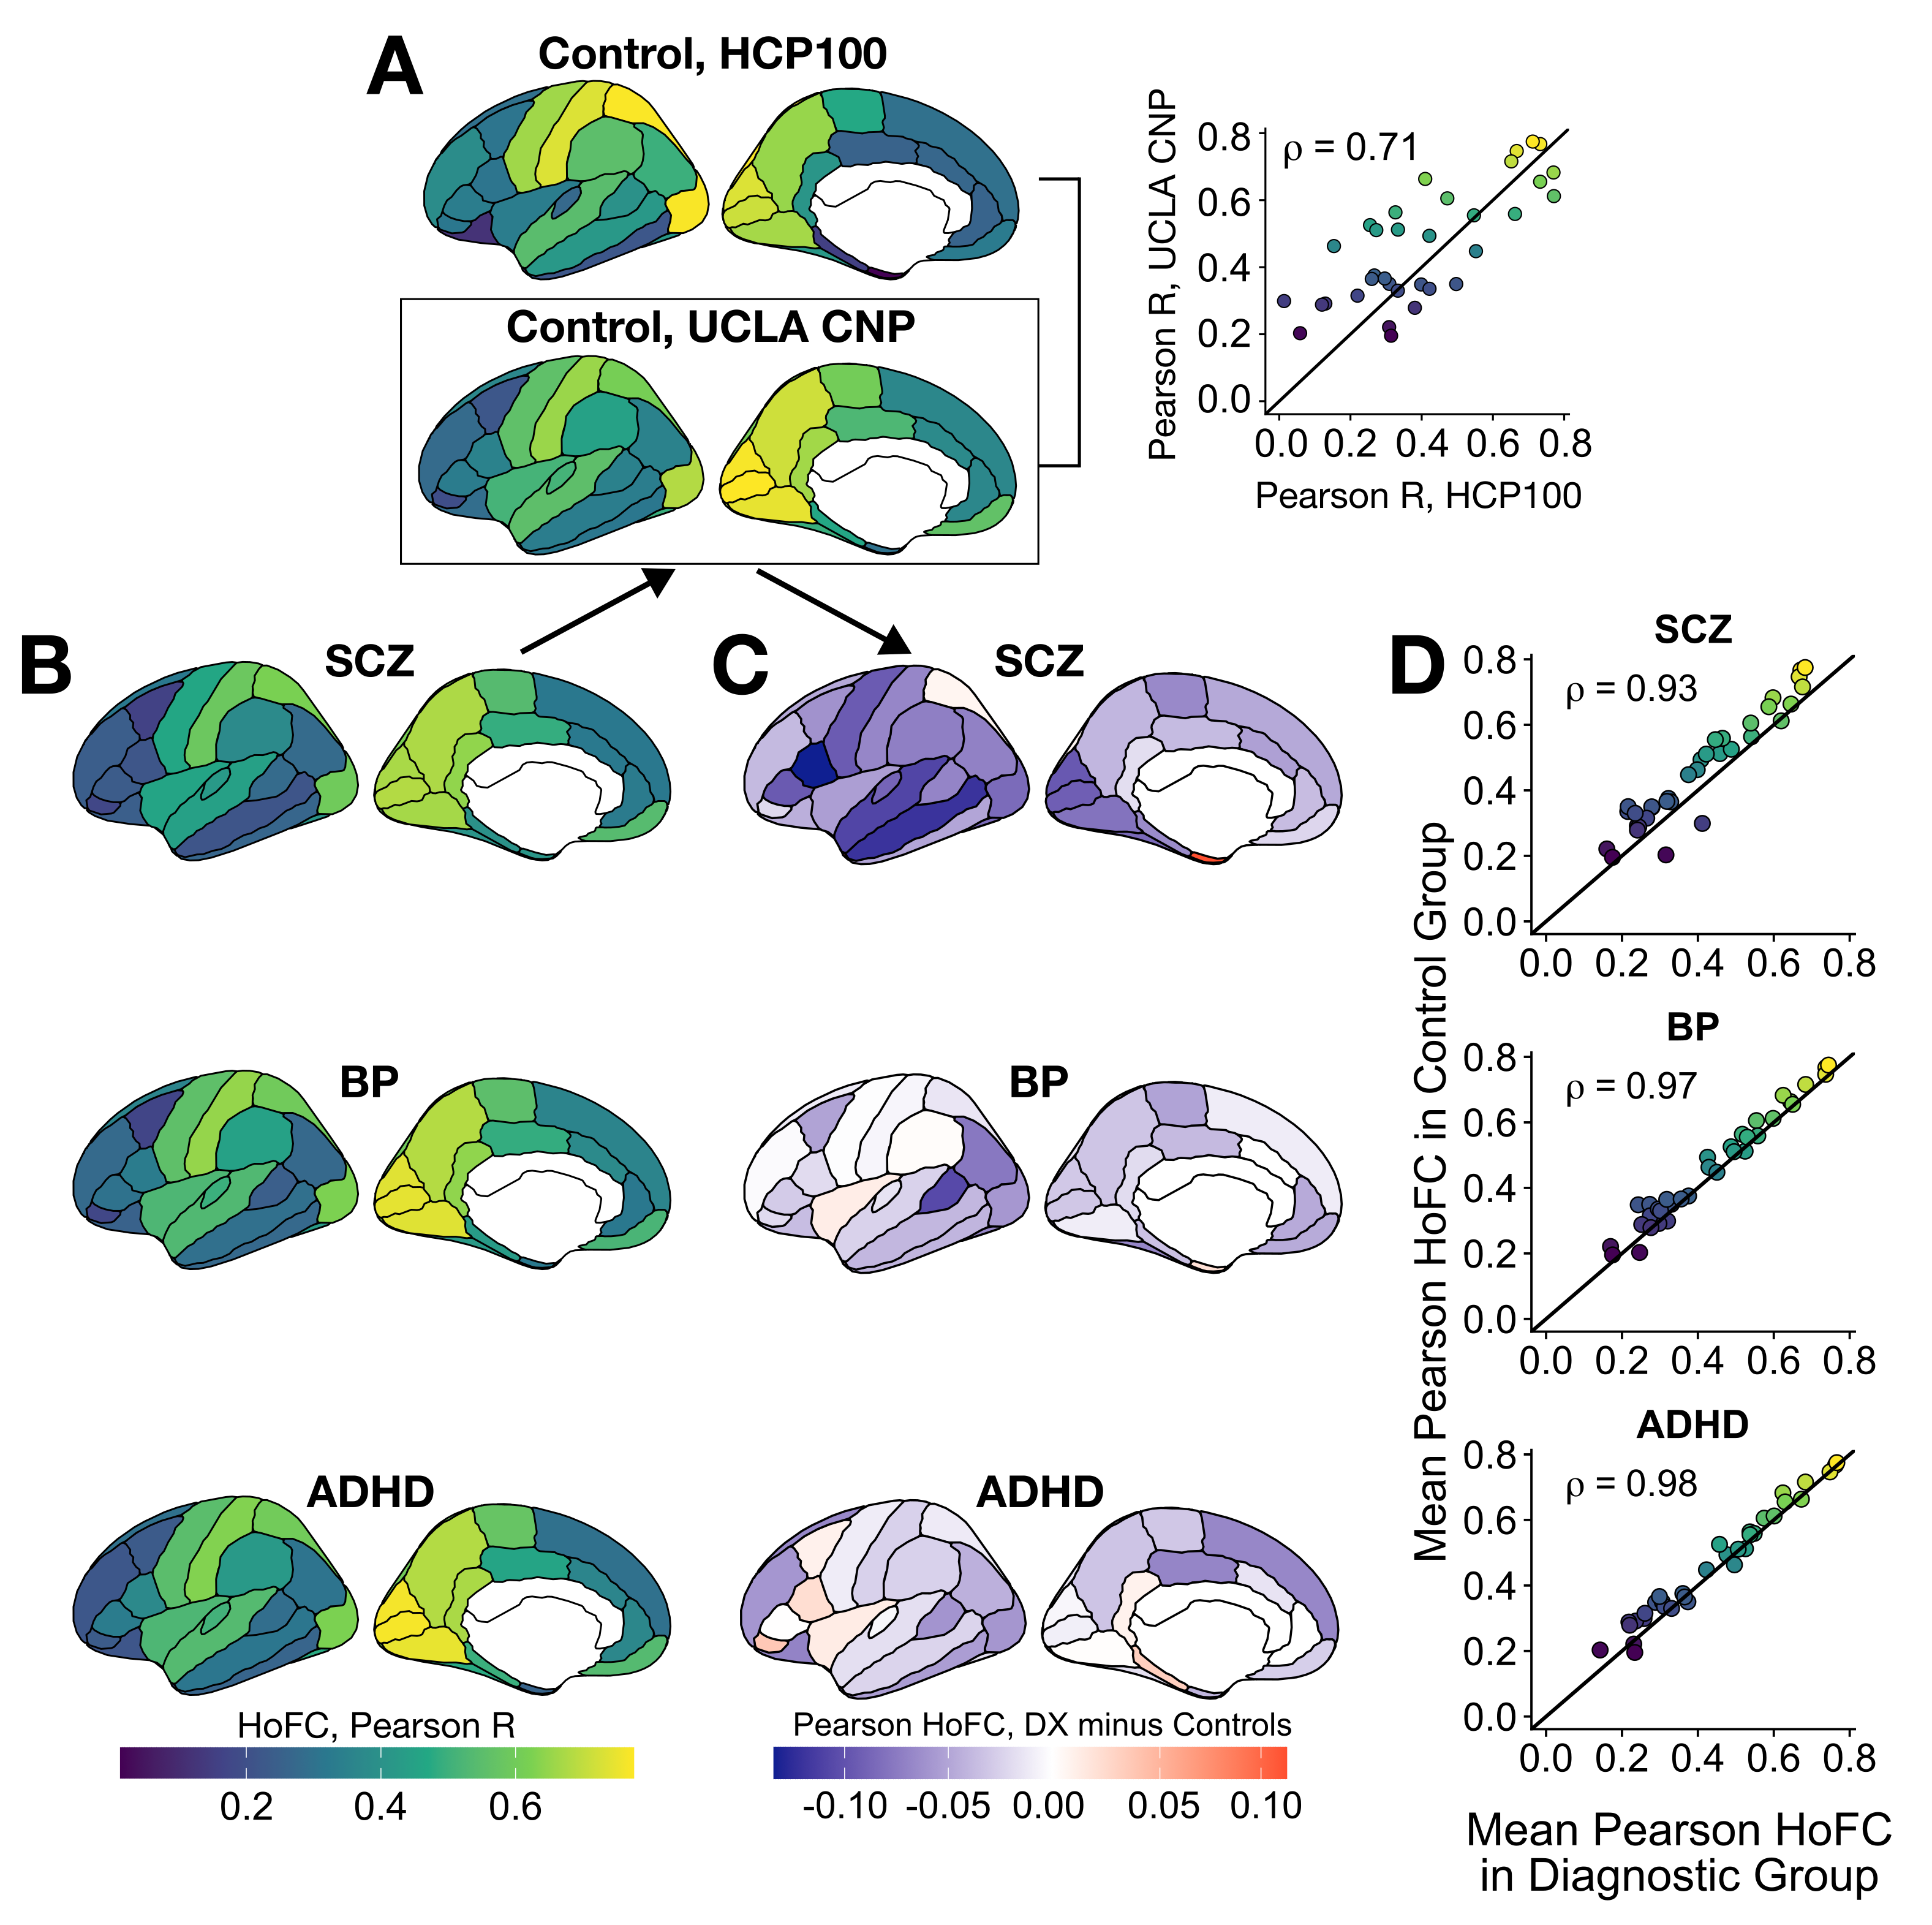 A
Control, HCP100
Control, UCLA CNP
Pearson R, UCLA CNP
ρ = 0.71
0.8
0.6
0.4
0.2
0.0
0.0 0.2 0.4 0.6 0.8
Pearson R, HCP100
B
SCZ
BP
ADHD
HoFC, Pearson R
0.2 0.4 0.6
C
SCZ
BP
ADHD
Pearson HoFC, DX minus Controls
-0.10 -0.05 0.00 0.05 0.10
D
Mean Pearson HoFC in Control Group
SCZ
ρ = 0.93
0.8
0.6
0.4
0.2
0.0
0.0 0.2 0.4 0.6 0.8
BP
ρ = 0.97
0.8
0.6
0.4
0.2
0.0
0.0 0.2 0.4 0.6 0.8
ADHD
ρ = 0.98
0.8
0.6
0.4
0.2
0.0
0.0 0.2 0.4 0.6 0.8
Mean Pearson HoFC
in Diagnostic Group